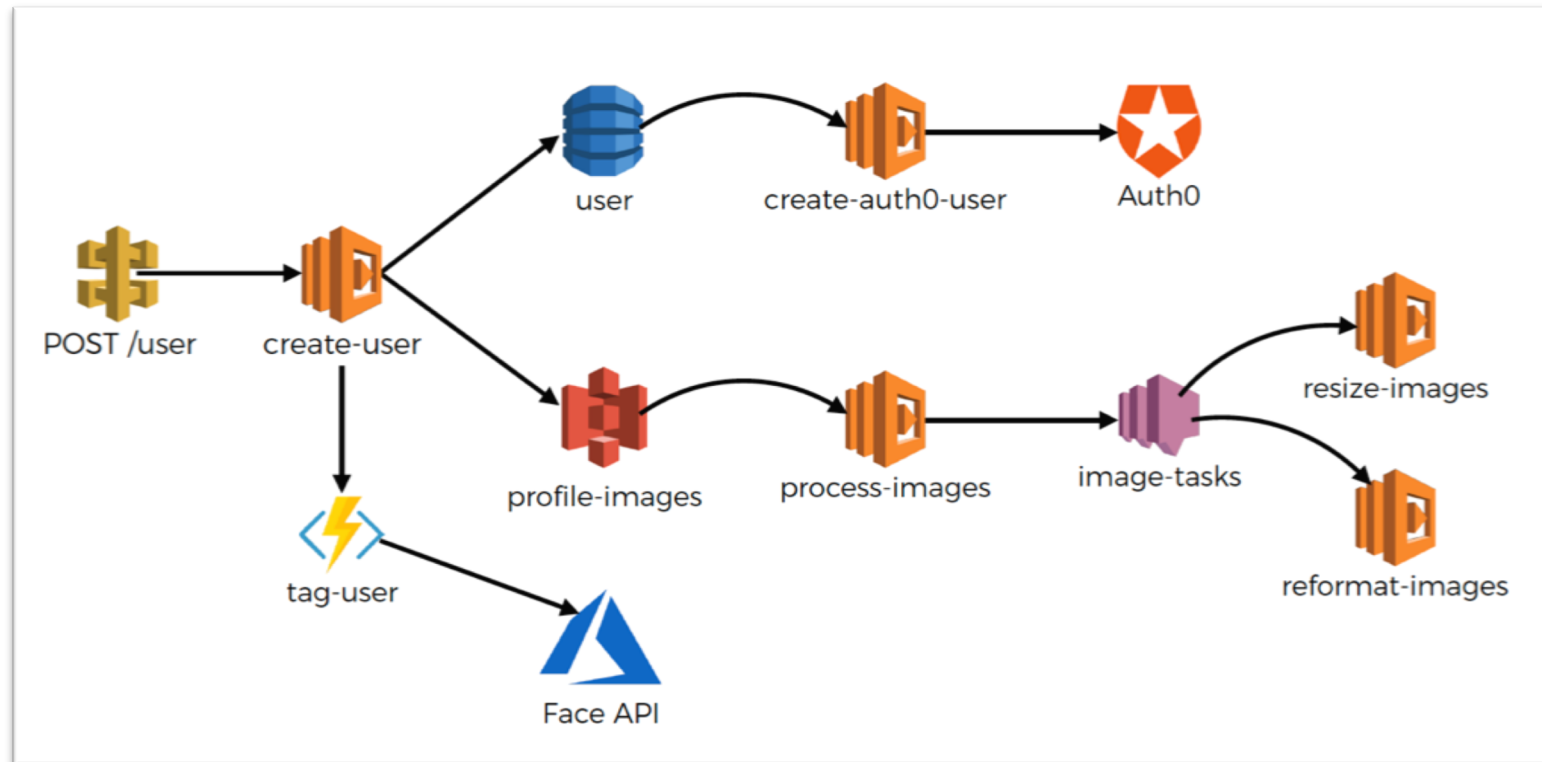 user
create-auth0-user
Auth0
POST /user
create-user
resize-images
profile-images
process-images
image-tasks
tag-user
reformat-images
Face API